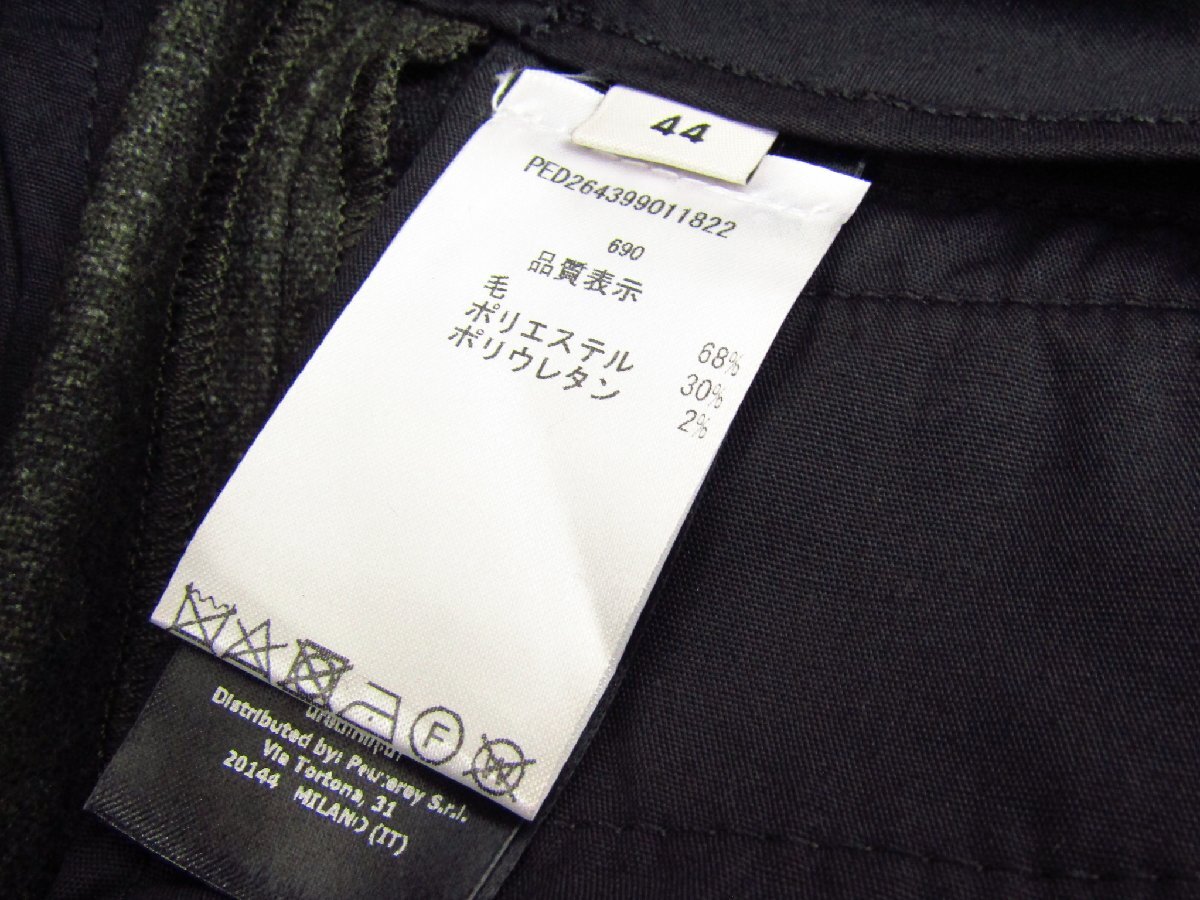 44
PED264399011822
690
品質表示
毛 68%
ポリエステル 30%
ポリウレタン 2%
F
W
Distributed by: Peuterey S.r.l.
Via Tortona, 31
20144 MILANO (IT)